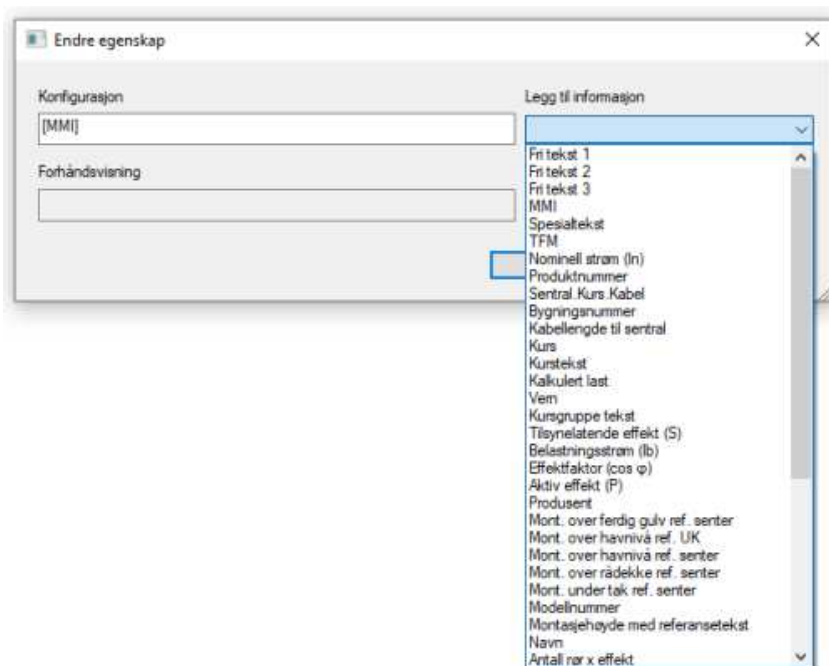 Endre egenskap
Konfigurasjon
[MMI]
Forhåndsvisning
Legg til informasjon
Fri tekst 1
Fri tekst 2
Fri tekst 3
MMI
Spesialtekst
TFM
Nominell strøm (In)
Produktnummer
Sentral.Kurs.Kabel
Bygningsnummer
Kabellengde til sentral
Kurs
Kurstekst
Kalkulert last
Vern
Kursgruppe tekst
Tilsynelatende effekt (S)
Belastningsstrøm (Ib)
Effektfaktor (cos φ)
Aktiv effekt (P)
Produsent
Mont. over ferdig gulv ref. senter
Mont. over havnivå ref. UK
Mont. over havnivå ref. senter
Mont. over rådekke ref. senter
Mont. under tak ref. senter
Modellnummer
Montasjehøyde med referansetekst
Navn
Antall rør x effekt